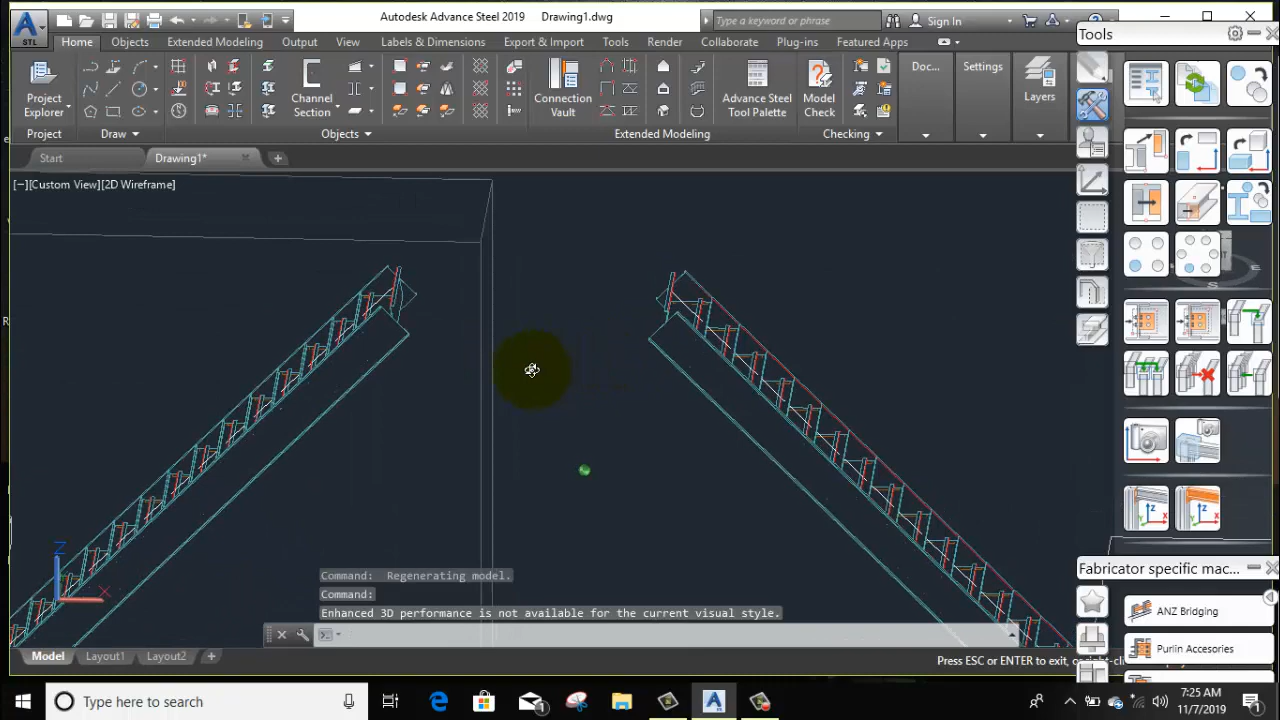 Autodesk Advance Steel 2019 Drawing1.dwg
Type a keyword or phrase
Sign In
STL
Home Objects Extended Modeling Output View Labels & Dimensions Export & Import Tools Render Collaborate Plug-ins Featured Apps
Project
Explorer
Channel
Section
Connection
Vault
Advance Steel
Tool Palette
Model
Check
Doc...
Settings
Layers
Project Draw Objects Extended Modeling Checking
Start Drawing1*
[−][Custom View][2D Wireframe]
S
E
Z
X
Command: Regenerating model.
Command:
Enhanced 3D performance is not available for the current visual style.
Model Layout1 Layout2
Press ESC or ENTER to exit,
Tools
Z
Y
X
Z
Y
X
Fabricator specific mac...
ANZ Bridging
Purlin Accesories
Type here to search
1
7:25 AM
11/7/2019
1